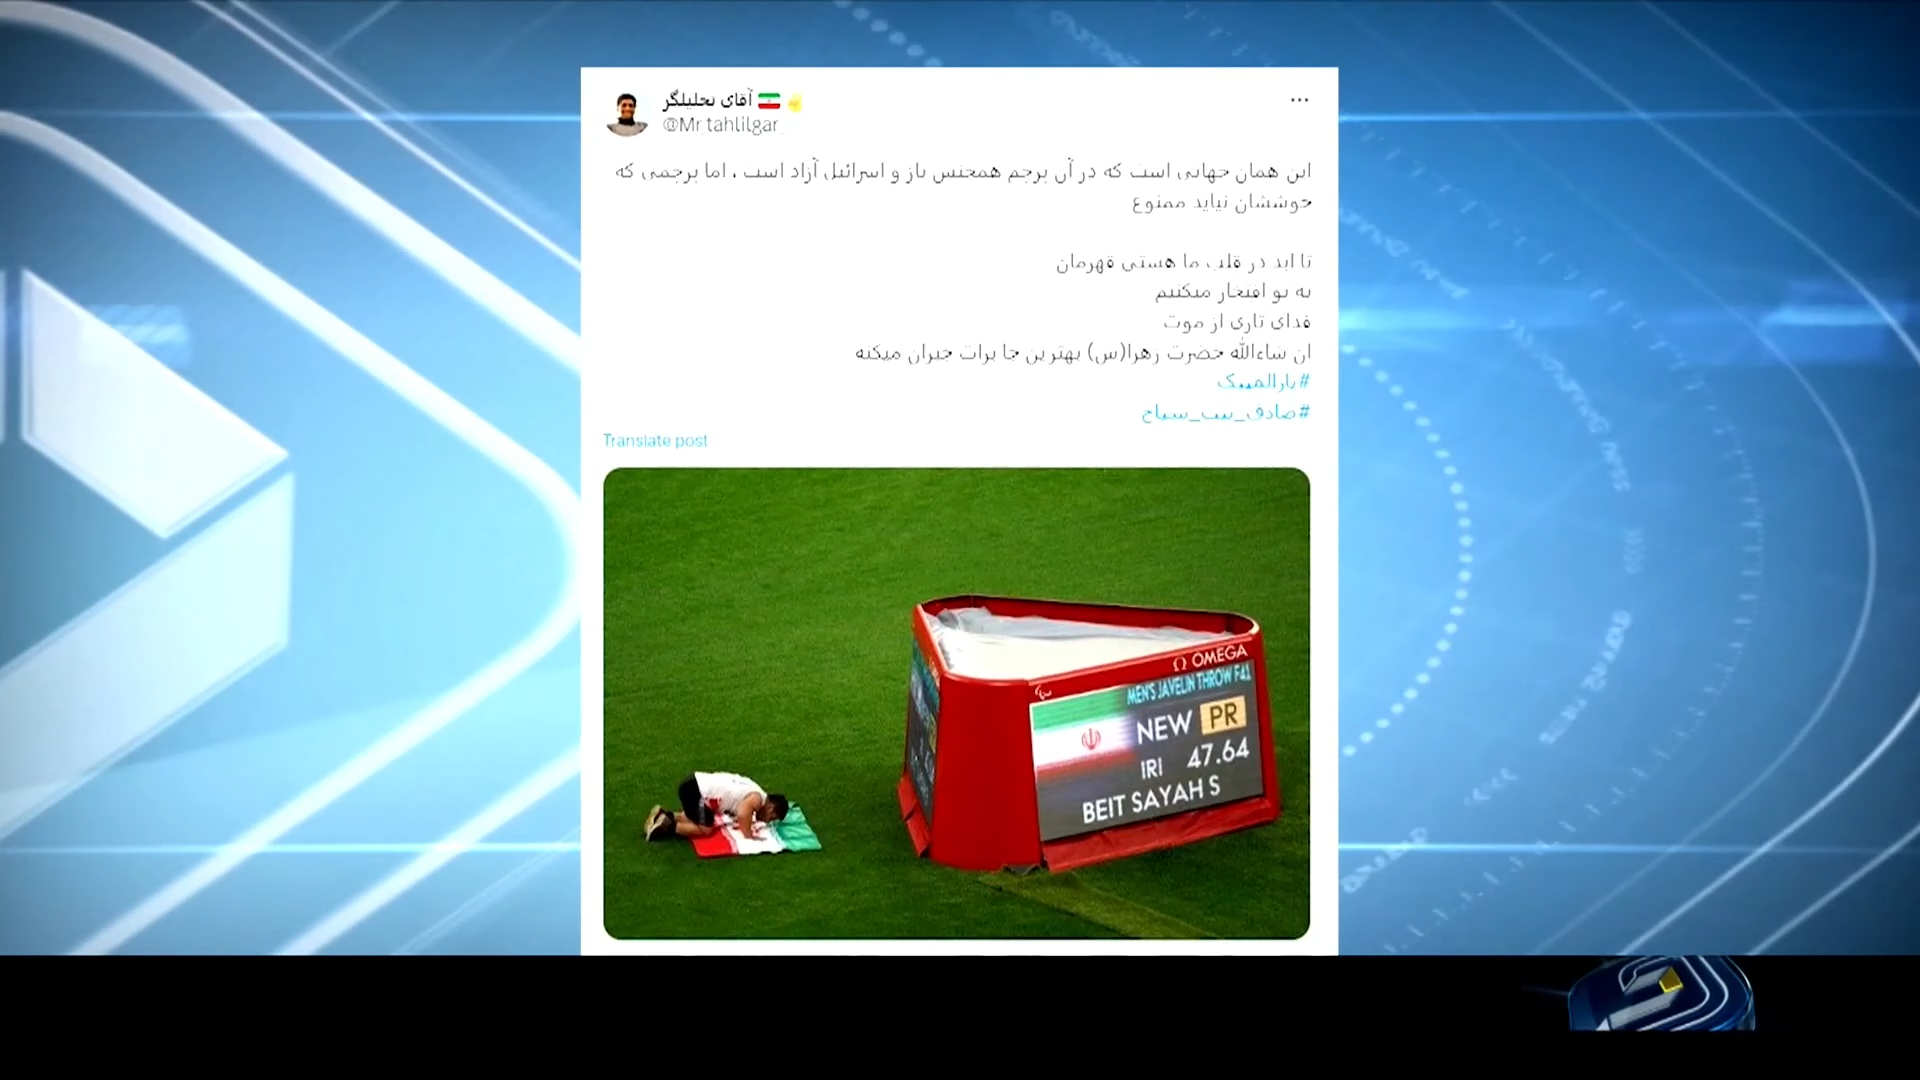 آقای تحلیلگر
@Mr_tahlilgar_
این همان جهانی است که در آن پرچم همجنس باز و اسرائیل آزاد است ، اما پرچمی که
خوششان نیاید ممنوع
تا ابد در قلب ما هستی قهرمان
به تو افتخار میکنیم
فدای تاری از موت
ان شاءالله حضرت زهرا(س) بهترین جا برات جبران میکنه
#پارالمپیک
#صادق_بیت_سیاح
Translate post
Ω OMEGA
MEN'S JAVELIN THROW F41
NEW PR
IRI 47.64
BEIT SAYAH S